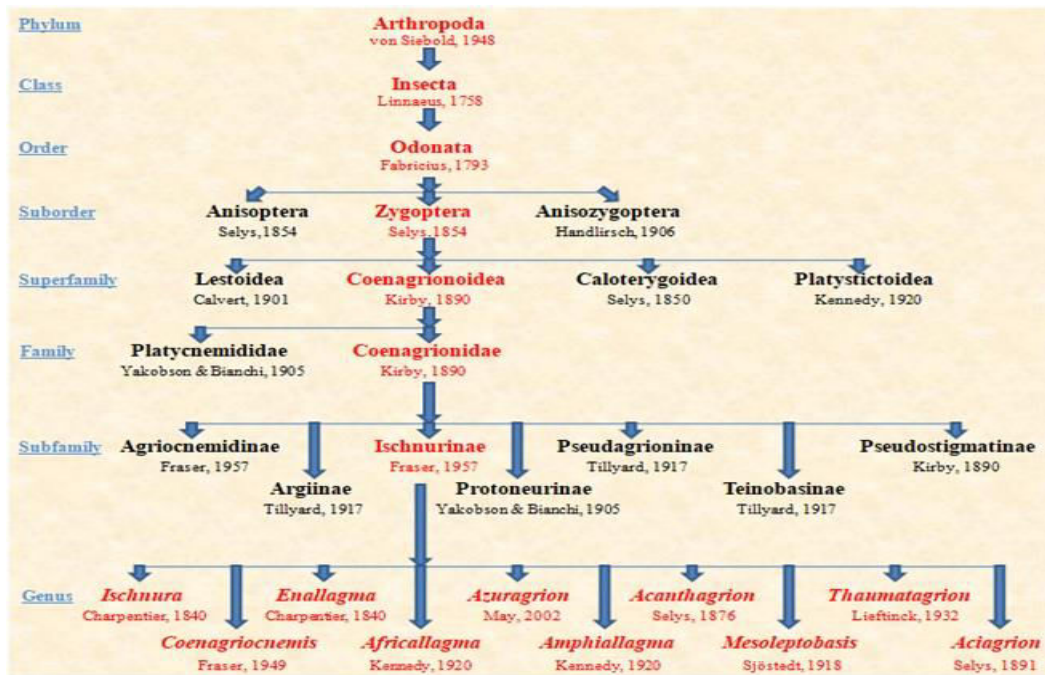 Phylum
Arthropoda
von Siebold, 1948
Class
Insecta
Linnaeus, 1758
Order
Odonata
Fabricius, 1793
Suborder
Anisoptera Zygoptera Anisozygoptera
Selys,1854 Selys,1854 Handlirsch, 1906
Superfamily
Lestoidea Coenagrionoidea Caloterygoidea Platystictoidea
Calvert, 1901 Kirby, 1890 Selys, 1850 Kennedy, 1920
Family
Platycnemididae Coenagrionidae
Yakobson & Bianchi, 1905 Kirby, 1890
Subfamily
Agriocnemidinae Ischnurinae Pseudagrioninae Pseudostigmatinae
Fraser, 1957 Fraser, 1957 Tillyard, 1917 Kirby, 1890
Argiinae Protoneurinae Teinobasinae
Tillyard, 1917 Yakobson & Bianchi, 1905 Tillyard, 1917
Genus
Ischnura Enallagma Azuragrion Acanthagrion Thaumatagrion
Charpentier, 1840 Charpentier, 1840 May, 2002 Selys, 1876 Lieftinck, 1932
Coenagriocnemis Africallagma Amphiallagma Mesoleptobasis Aciagrion
Fraser, 1949 Kennedy, 1920 Kennedy, 1920 Sjöstedt, 1918 Selys, 1891